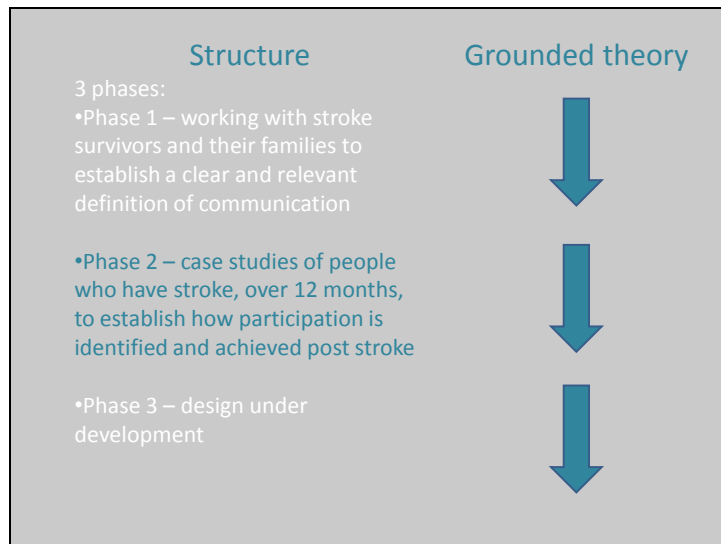 Structure
3 phases:
•Phase 1 – working with stroke
survivors and their families to
establish a clear and relevant
definition of communication
•Phase 2 – case studies of people
who have stroke, over 12 months,
to establish how participation is
identified and achieved post stroke
•Phase 3 – design under
development
Grounded theory